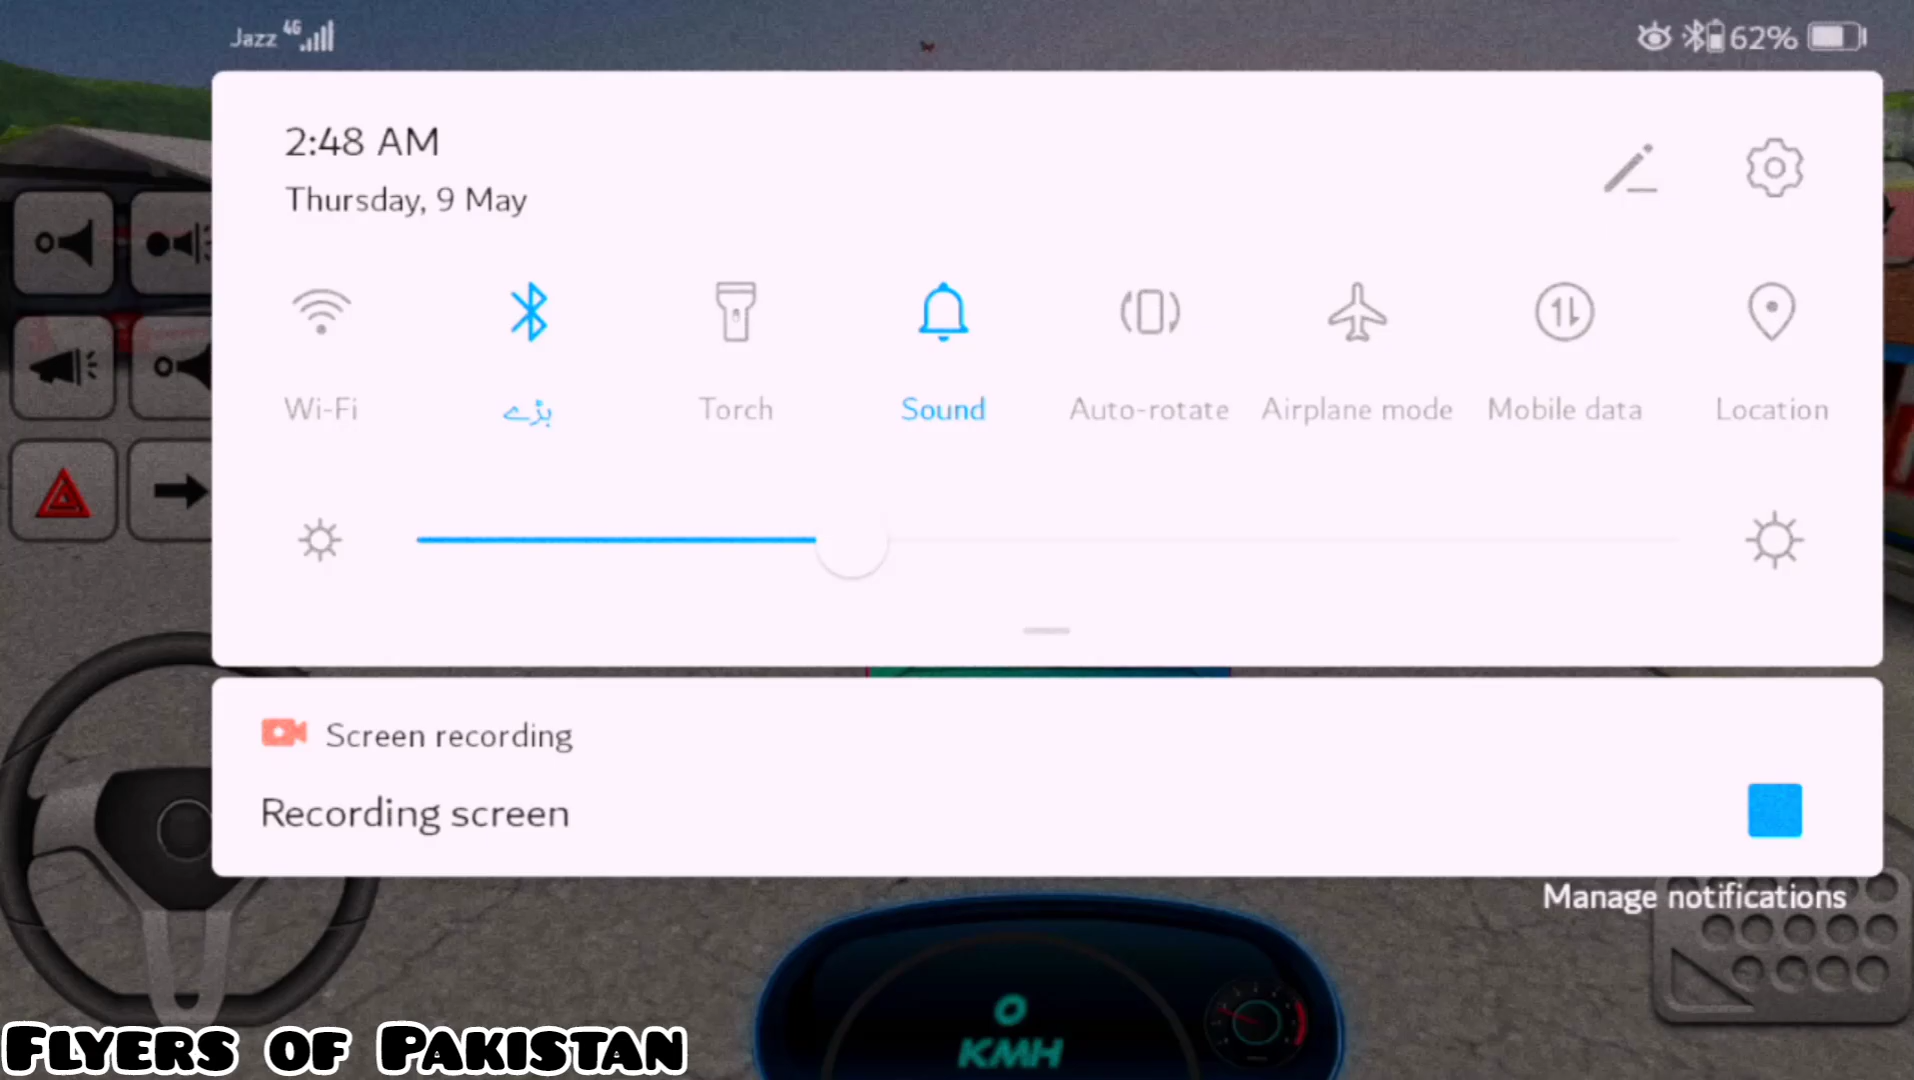 Jazz 4G 62%
2:48 AM
Thursday, 9 May
Wi-Fi بڑے Torch Sound Auto-rotate Airplane mode Mobile data Location
Screen recording
Recording screen
Manage notifications
0
KMH
FLYERS OF PAKISTAN